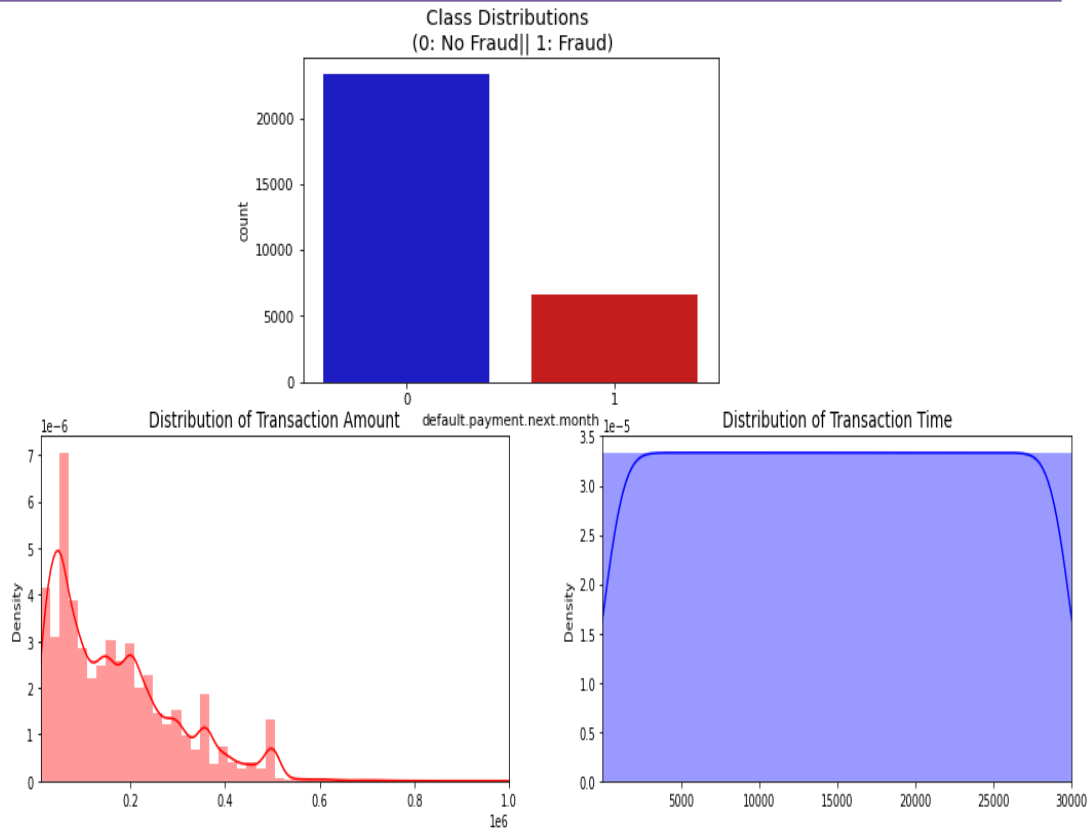 Class Distributions
(0: No Fraud|| 1: Fraud)
count
20000
15000
10000
5000
0
0 1
default.payment.next.month
Distribution of Transaction Amount
1e-6
Density
7
6
5
4
3
2
1
0
0.2 0.4 0.6 0.8 1.0
1e6
Distribution of Transaction Time
1e-5
Density
3.5
3.0
2.5
2.0
1.5
1.0
0.5
0.0
5000 10000 15000 20000 25000 30000